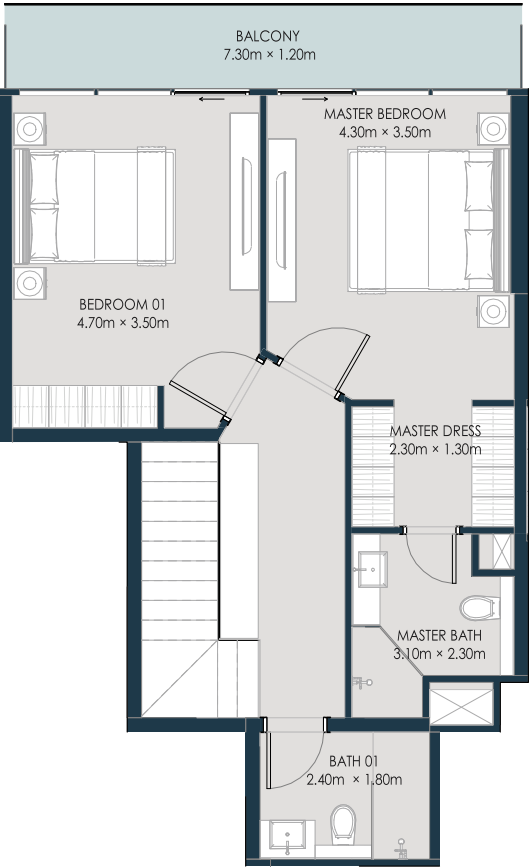 BALCONY
7.30m × 1.20m
MASTER BEDROOM
4.30m × 3.50m
BEDROOM 01
4.70m × 3.50m
MASTER DRESS
2.30m × 1.30m
MASTER BATH
3.10m × 2.30m
BATH 01
2.40m × 1.80m